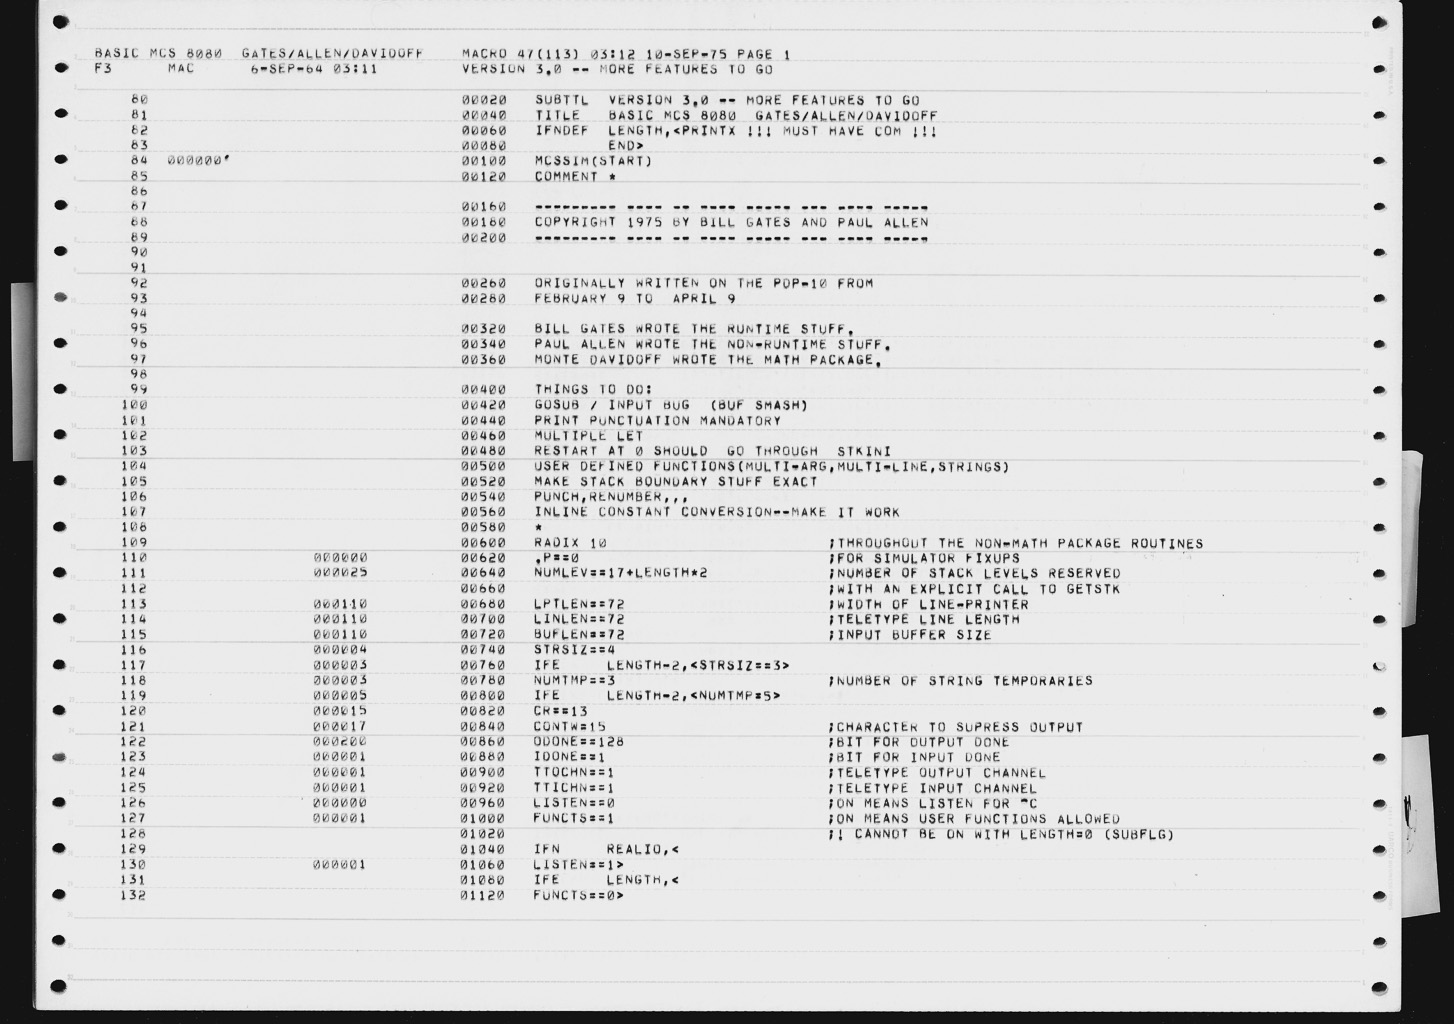 BASIC MCS 8080 GATES/ALLEN/DAVIDOFF MACRO 47(113) 03:12 10-SEP-75 PAGE 1
F3 MAC 6-SEP-64 03:11 VERSION 3.0 -- MORE FEATURES TO GO
80 00020 SUBTTL VERSION 3.0 -- MORE FEATURES TO GO
81 00040 TITLE BASIC MCS 8080 GATES/ALLEN/DAVIDOFF
82 00060 IFNDEF LENGTH,<PRINTX !!! MUST HAVE COM !!!
83 00080 END>
84 000000' 00100 MCSSIM(START)
85 00120 COMMENT *
86
87 00160 --------- ---- -- ---- ----- --- ---- -----
88 00180 COPYRIGHT 1975 BY BILL GATES AND PAUL ALLEN
89 00200 --------- ---- -- ---- ----- --- ---- -----
90
91
92 00260 ORIGINALLY WRITTEN ON THE PDP-10 FROM
93 00280 FEBRUARY 9 TO APRIL 9
94
95 00320 BILL GATES WROTE THE RUNTIME STUFF.
96 00340 PAUL ALLEN WROTE THE NON-RUNTIME STUFF.
97 00360 MONTE DAVIDOFF WROTE THE MATH PACKAGE.
98
99 00400 THINGS TO DO:
100 00420 GOSUB / INPUT BUG (BUF SMASH)
101 00440 PRINT PUNCTUATION MANDATORY
102 00460 MULTIPLE LET
103 00480 RESTART AT 0 SHOULD GO THROUGH STKINI
104 00500 USER DEFINED FUNCTIONS(MULTI-ARG,MULTI-LINE,STRINGS)
105 00520 MAKE STACK BOUNDARY STUFF EXACT
106 00540 PUNCH,RENUMBER,,,
107 00560 INLINE CONSTANT CONVERSION--MAKE IT WORK
108 00580 *
109 00600 RADIX 10 ;THROUGHOUT THE NON-MATH PACKAGE ROUTINES
110 000000 00620 .P==0 ;FOR SIMULATOR FIXUPS
111 000025 00640 NUMLEV==17+LENGTH*2 ;NUMBER OF STACK LEVELS RESERVED
112 00660 ;WITH AN EXPLICIT CALL TO GETSTK
113 000110 00680 LPTLEN==72 ;WIDTH OF LINE-PRINTER
114 000110 00700 LINLEN==72 ;TELETYPE LINE LENGTH
115 000110 00720 BUFLEN==72 ;INPUT BUFFER SIZE
116 000004 00740 STRSIZ==4
117 000003 00760 IFE LENGTH-2,<STRSIZ==3>
118 000003 00780 NUMTMP==3 ;NUMBER OF STRING TEMPORARIES
119 000005 00800 IFE LENGTH-2,<NUMTMP=5>
120 000015 00820 CR==13
121 000017 00840 CONTW=15 ;CHARACTER TO SUPRESS OUTPUT
122 000200 00860 ODONE==128 ;BIT FOR OUTPUT DONE
123 000001 00880 IDONE==1 ;BIT FOR INPUT DONE
124 000001 00900 TTOCHN==1 ;TELETYPE OUTPUT CHANNEL
125 000001 00920 TTICHN==1 ;TELETYPE INPUT CHANNEL
126 000000 00960 LISTEN==0 ;ON MEANS LISTEN FOR ^C
127 000001 01000 FUNCTS==1 ;ON MEANS USER FUNCTIONS ALLOWED
128 01020 ;! CANNOT BE ON WITH LENGTH=0 (SUBFLG)
129 01040 IFN REALIO,<
130 000001 01060 LISTEN==1>
131 01080 IFE LENGTH,<
132 01120 FUNCTS==0>